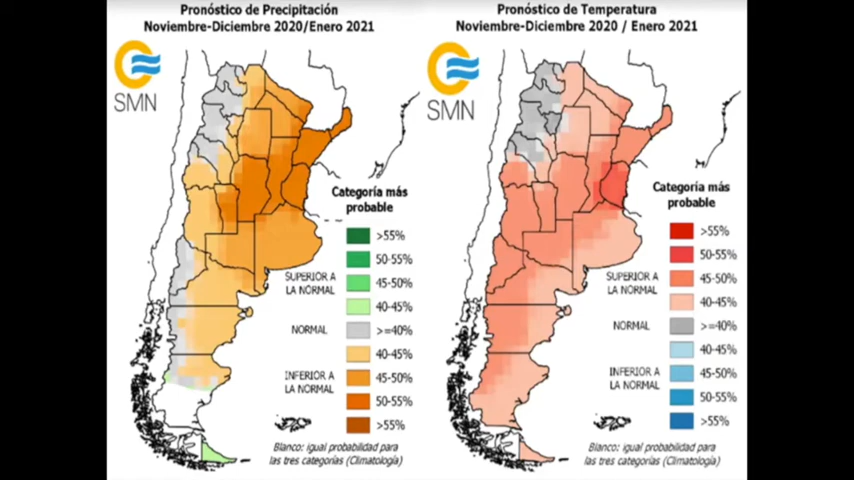 Pronóstico de Precipitación
Noviembre-Diciembre 2020/Enero 2021
SMN
Categoría más
probable
>55%
50-55%
45-50%
SUPERIOR A
LA NORMAL
40-45%
NORMAL
>=40%
40-45%
INFERIOR A
LA NORMAL
45-50%
50-55%
>55%
Blanco: igual probabilidad para
las tres categorías (Climatología)
Pronóstico de Temperatura
Noviembre-Diciembre 2020 / Enero 2021
SMN
Categoría más
probable
>55%
50-55%
45-50%
SUPERIOR A
LA NORMAL
40-45%
NORMAL
>=40%
40-45%
INFERIOR A
LA NORMAL
45-50%
50-55%
>55%
Blanco: igual probabilidad para
las tres categorías (Climatología)